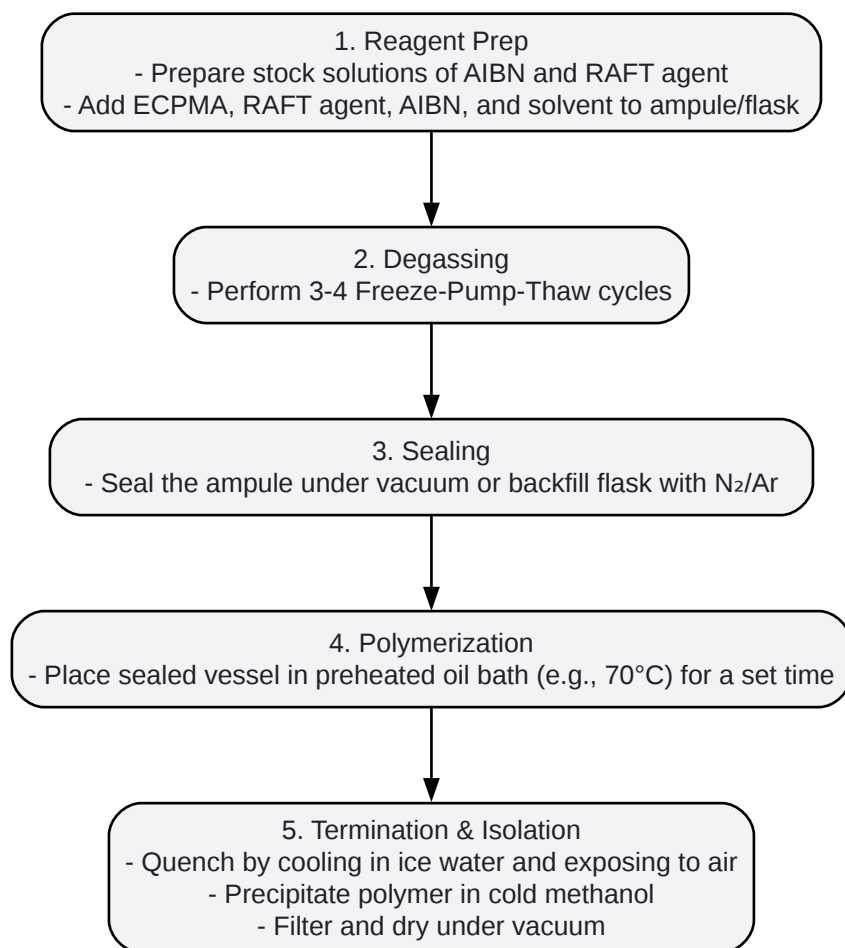 1. Reagent Prep
- Prepare stock solutions of AIBN and RAFT agent
- Add ECPMA, RAFT agent, AIBN, and solvent to ampule/flask
2. Degassing
- Perform 3-4 Freeze-Pump-Thaw cycles
3. Sealing
- Seal the ampule under vacuum or backfill flask with N₂/Ar
4. Polymerization
- Place sealed vessel in preheated oil bath (e.g., 70°C) for a set time
5. Termination & Isolation
- Quench by cooling in ice water and exposing to air
- Precipitate polymer in cold methanol
- Filter and dry under vacuum